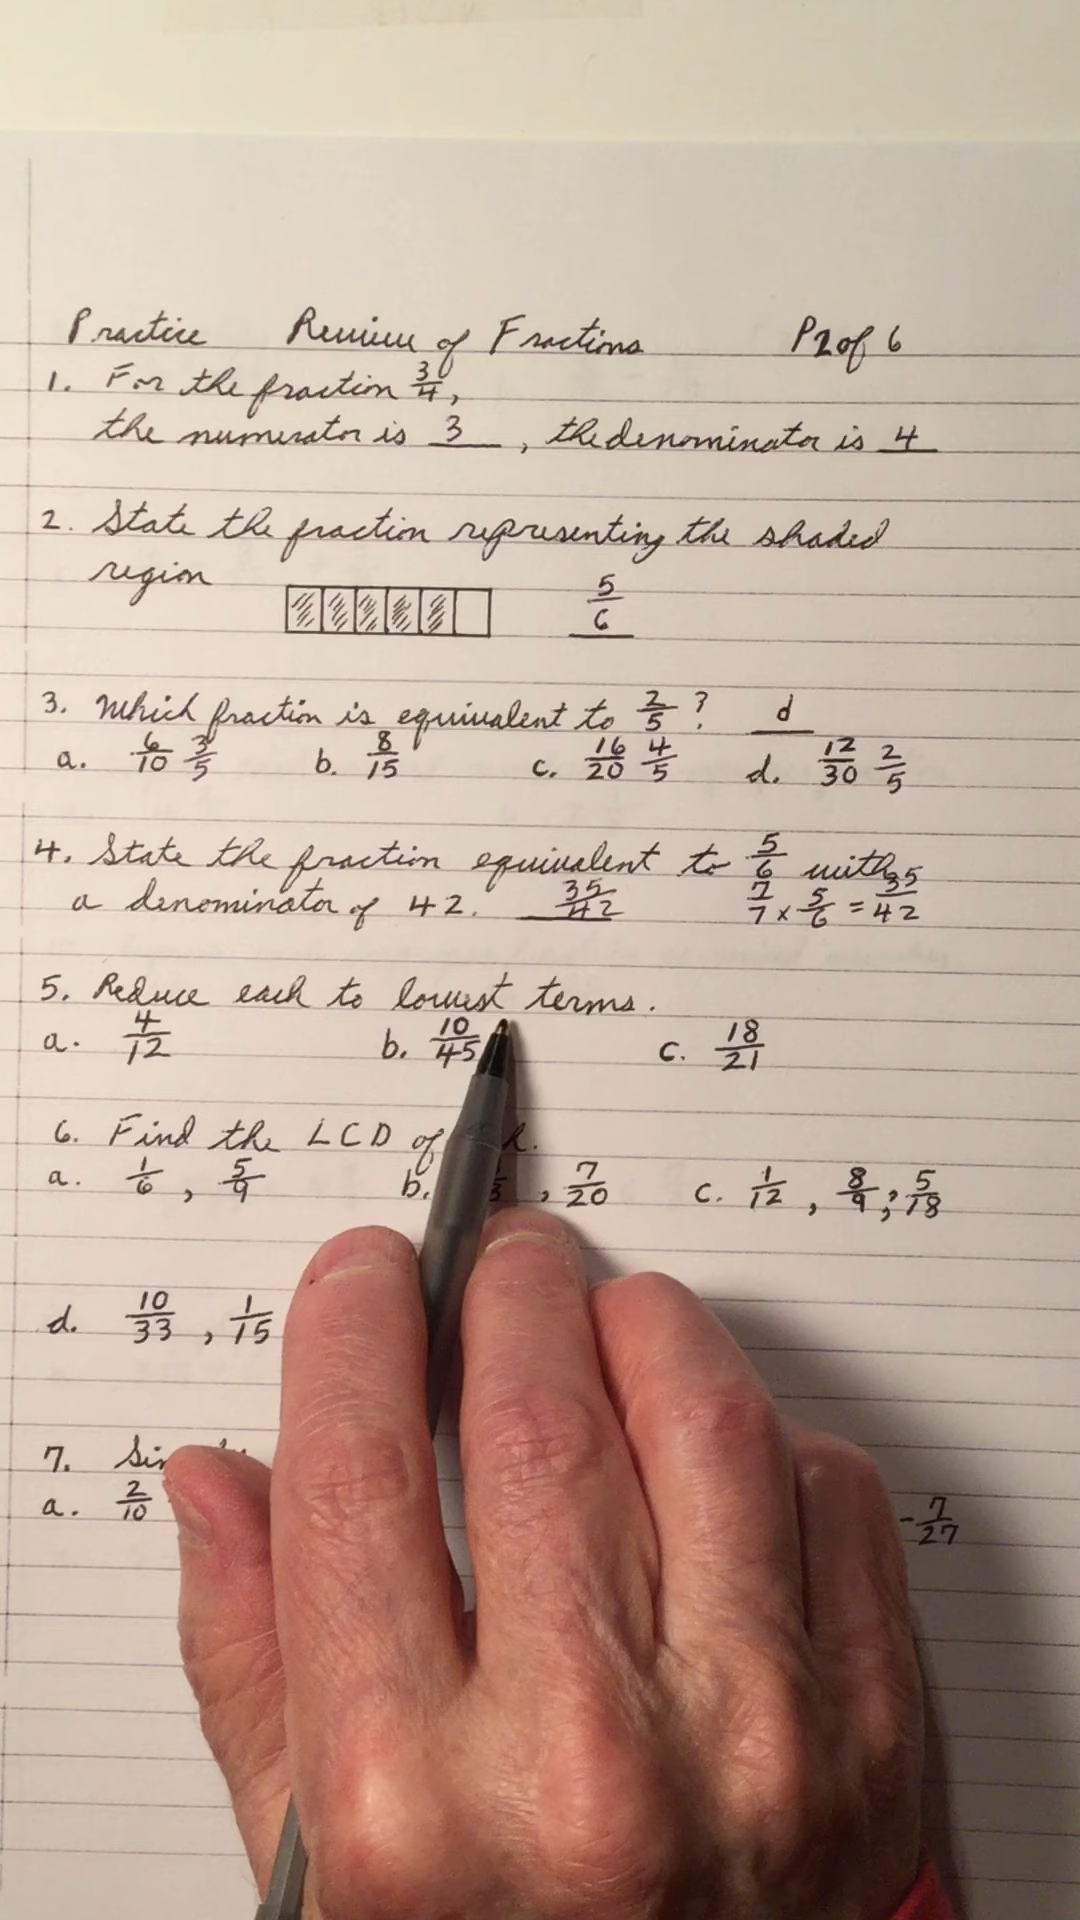 Practice Review of Fractions P2 of 6
1. For the fraction 3/4,
the numerator is 3, the denominator is 4
2. State the fraction representing the shaded
region 5/6
3. Which fraction is equivalent to 2/5? d
a. 6/10 3/5 b. 8/15 c. 16/20 4/5 d. 12/30 2/5
4. State the fraction equivalent to 5/6 with
a denominator of 42. 35/42 7/7 x 5/6 = 35/42
5. Reduce each to lowest terms.
a. 4/12 b. 10/45 c. 18/21
6. Find the LCD of
a. 1/6, 5/9 b. , 7/20 c. 1/12, 8/9, 5/18
d. 10/33, 1/15
7.
a. 2/10 - 7/27